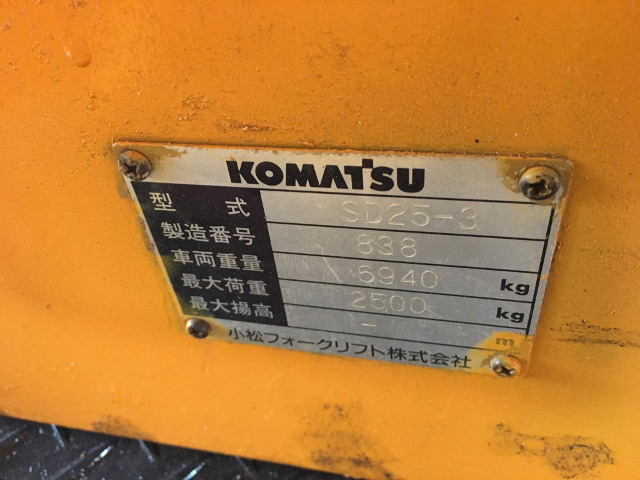 KOMATSU
型式 SD25-3
製造番号 838
車両重量 6940 kg
最大荷重 2500 kg
最大揚高 - m
小松フォークリフト株式会社